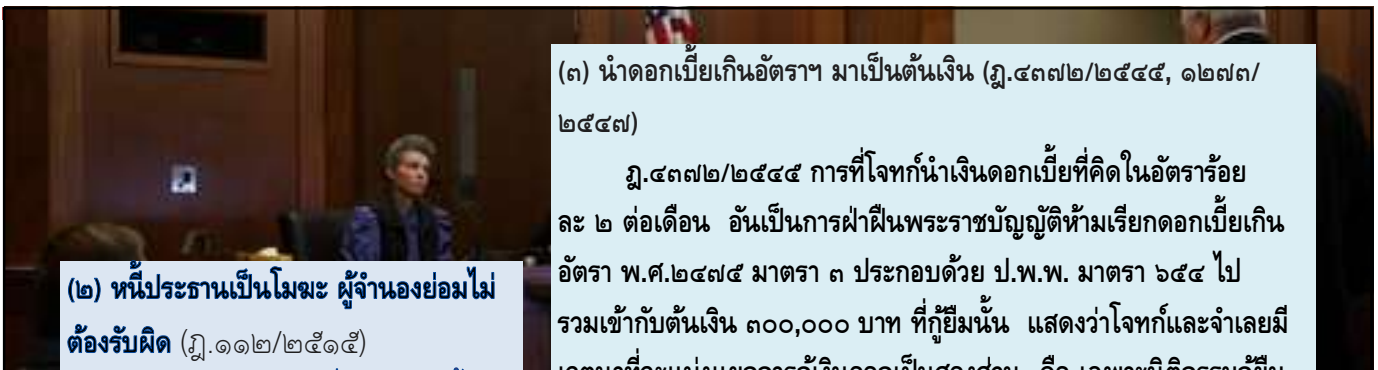 (๓) นำดอกเบี้ยเกินอัตราฯ มาเป็นต้นเงิน (ฎ.๔๓๗๒/๒๕๔๕, ๑๒๗๓/
๒๕๔๗)
ฎ.๔๓๗๒/๒๕๔๕ การที่โจทก์นำเงินดอกเบี้ยที่คิดในอัตราร้อย
ละ ๒ ต่อเดือน อันเป็นการฝ่าฝืนพระราชบัญญัติห้ามเรียกดอกเบี้ยเกิน
อัตรา พ.ศ.๒๔๗๕ มาตรา ๓ ประกอบด้วย ป.พ.พ. มาตรา ๖๕๔ ไป
รวมเข้ากับต้นเงิน ๓๐๐,๐๐๐ บาท ที่กู้ยืมนั้น แสดงว่าโจทก์และจำเลยมี
(๒) หนี้ประธานเป็นโมฆะ ผู้จำนองย่อมไม่
ต้องรับผิด (ฎ.๑๑๒/๒๕๑๕)